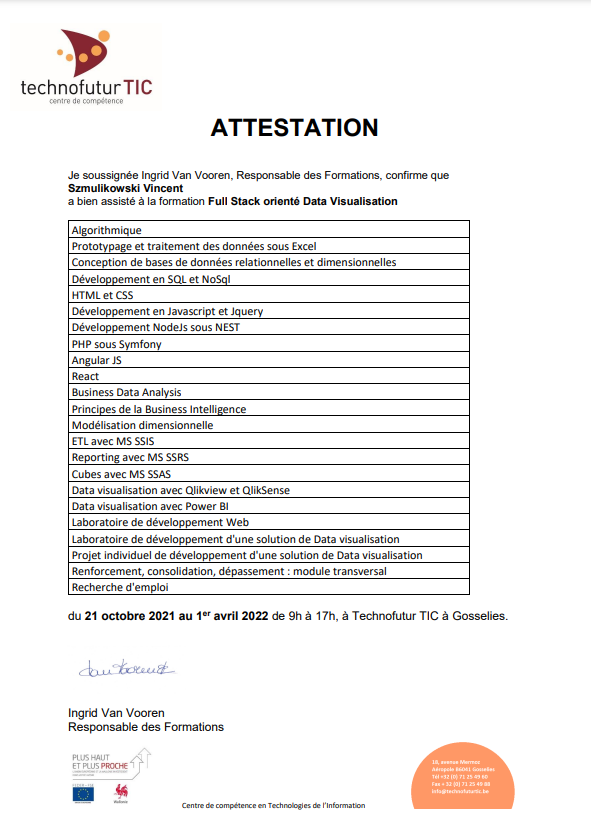 technofutur TIC
centre de compétence
ATTESTATION
Je soussignée Ingrid Van Vooren, Responsable des Formations, confirme que
Szmulikowski Vincent
a bien assisté à la formation Full Stack orienté Data Visualisation
Algorithmique
Prototypage et traitement des données sous Excel
Conception de bases de données relationnelles et dimensionnelles
Développement en SQL et NoSql
HTML et CSS
Développement en Javascript et Jquery
Développement NodeJs sous NEST
PHP sous Symfony
Angular JS
React
Business Data Analysis
Principes de la Business Intelligence
Modélisation dimensionnelle
ETL avec MS SSIS
Reporting avec MS SSRS
Cubes avec MS SSAS
Data visualisation avec Qlikview et QlikSense
Data visualisation avec Power BI
Laboratoire de développement Web
Laboratoire de développement d'une solution de Data visualisation
Projet individuel de développement d'une solution de Data visualisation
Renforcement, consolidation, dépassement : module transversal
Recherche d'emploi
du 21 octobre 2021 au 1er avril 2022 de 9h à 17h, à Technofutur TIC à Gosselies.
Ingrid Van Vooren
Responsable des Formations
PLUS HAUT
ET PLUS PROCHE
Wallonie
Centre de compétence en Technologies de l'Information
18, avenue Mermoz
Aéropole B6041 Gosselies
Tél +32 (0) 71 25 49 60
Fax + 32 (0) 71 25 49 88
info@technofuturtic.be